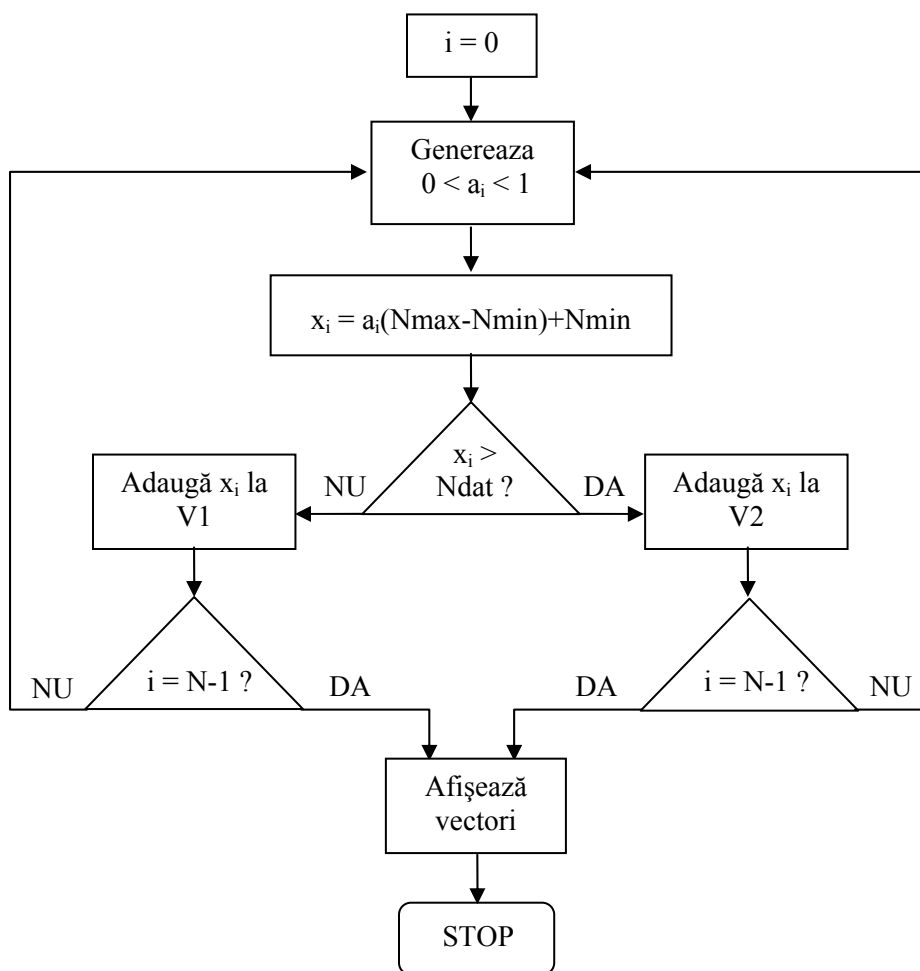 i = 0
Genereaza
0 < aᵢ < 1
xᵢ = aᵢ(Nmax-Nmin)+Nmin
xᵢ >
Ndat ?
NU
DA
Adaugă xᵢ la
V1
Adaugă xᵢ la
V2
i = N-1 ?
NU
DA
i = N-1 ?
DA
NU
Afişează
vectori
STOP